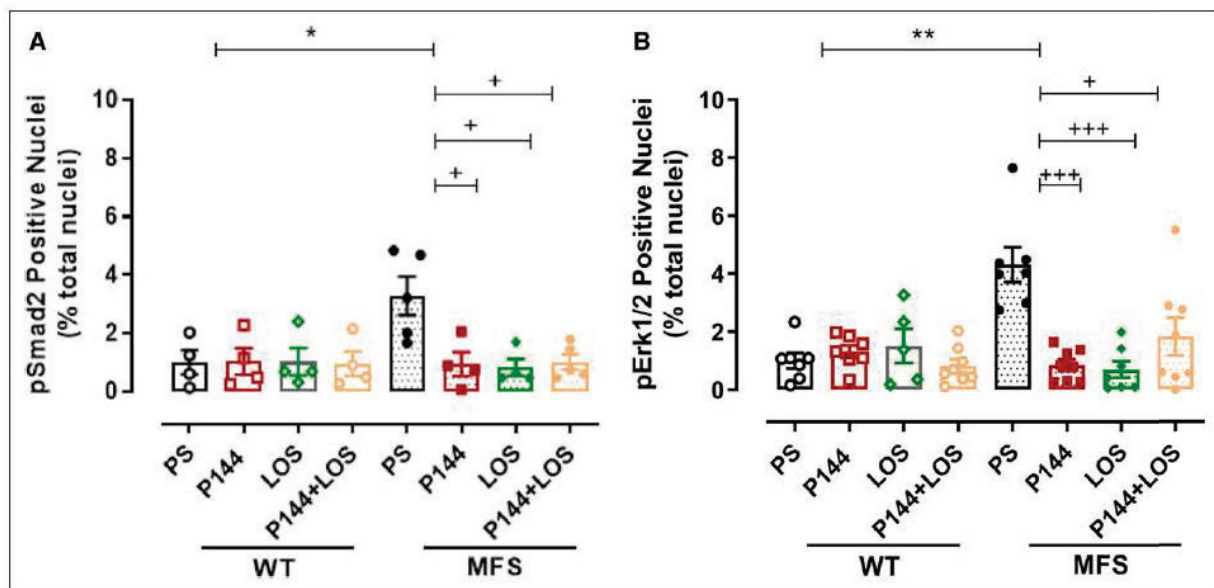 A
*
+
+
+
pSmad2 Positive Nuclei
(% total nuclei)
10
8
6
4
2
0
PS
P144
LOS
P144+LOS
PS
P144
LOS
P144+LOS
WT
MFS
B
**
+
+++
+++
pErk1/2 Positive Nuclei
(% total nuclei)
10
8
6
4
2
0
PS
P144
LOS
P144+LOS
PS
P144
LOS
P144+LOS
WT
MFS